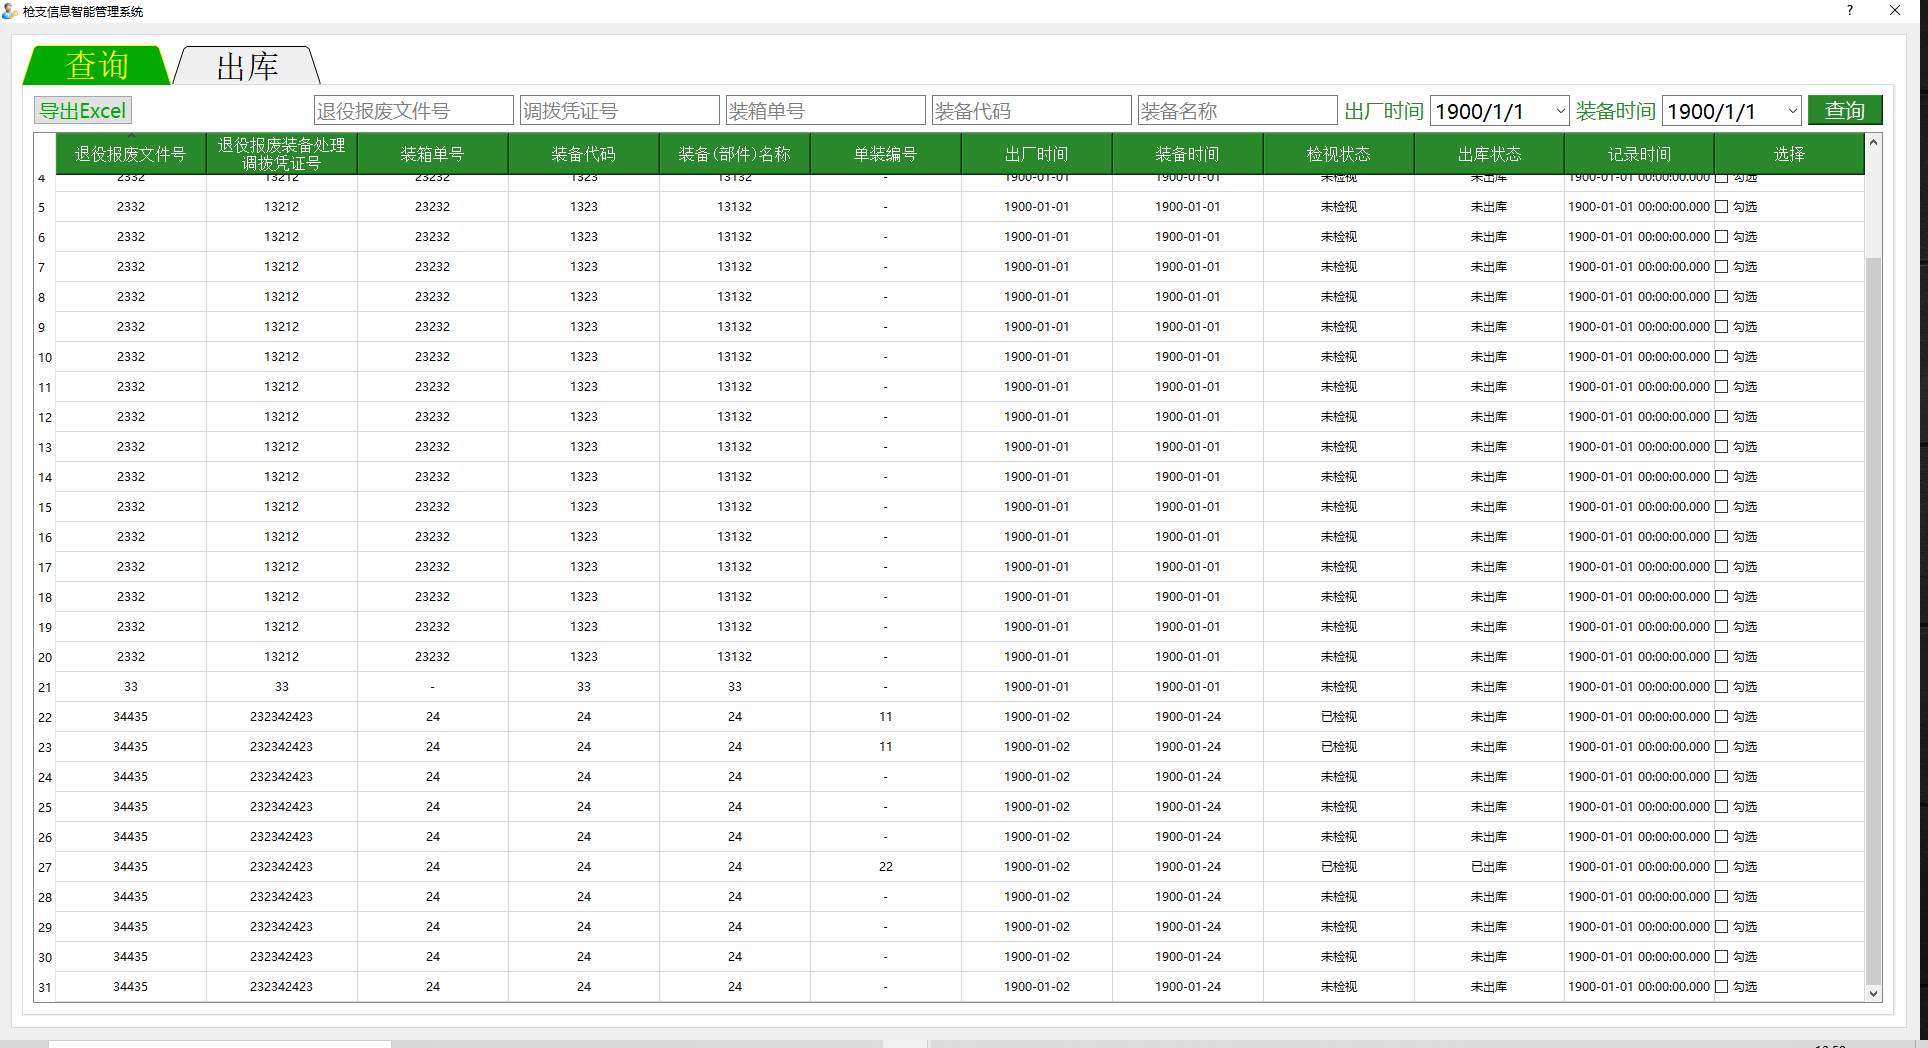 枪支信息智能管理系统
?
查询 出库
导出Excel 退役报废文件号 调拨凭证号 装箱单号 装备代码 装备名称 出厂时间 1900/1/1 装备时间 1900/1/1 查询
退役报废文件号 退役报废装备处理调拨凭证号 装箱单号 装备代码 装备(部件)名称 单装编号 出厂时间 装备时间 检视状态 出库状态 记录时间 选择
4 2332 13212 23232 1323 13132 - 1900-01-01 1900-01-01 未检视 未出库 1900-01-01 00:00:00.000 勾选
5 2332 13212 23232 1323 13132 - 1900-01-01 1900-01-01 未检视 未出库 1900-01-01 00:00:00.000 勾选
6 2332 13212 23232 1323 13132 - 1900-01-01 1900-01-01 未检视 未出库 1900-01-01 00:00:00.000 勾选
7 2332 13212 23232 1323 13132 - 1900-01-01 1900-01-01 未检视 未出库 1900-01-01 00:00:00.000 勾选
8 2332 13212 23232 1323 13132 - 1900-01-01 1900-01-01 未检视 未出库 1900-01-01 00:00:00.000 勾选
9 2332 13212 23232 1323 13132 - 1900-01-01 1900-01-01 未检视 未出库 1900-01-01 00:00:00.000 勾选
10 2332 13212 23232 1323 13132 - 1900-01-01 1900-01-01 未检视 未出库 1900-01-01 00:00:00.000 勾选
11 2332 13212 23232 1323 13132 - 1900-01-01 1900-01-01 未检视 未出库 1900-01-01 00:00:00.000 勾选
12 2332 13212 23232 1323 13132 - 1900-01-01 1900-01-01 未检视 未出库 1900-01-01 00:00:00.000 勾选
13 2332 13212 23232 1323 13132 - 1900-01-01 1900-01-01 未检视 未出库 1900-01-01 00:00:00.000 勾选
14 2332 13212 23232 1323 13132 - 1900-01-01 1900-01-01 未检视 未出库 1900-01-01 00:00:00.000 勾选
15 2332 13212 23232 1323 13132 - 1900-01-01 1900-01-01 未检视 未出库 1900-01-01 00:00:00.000 勾选
16 2332 13212 23232 1323 13132 - 1900-01-01 1900-01-01 未检视 未出库 1900-01-01 00:00:00.000 勾选
17 2332 13212 23232 1323 13132 - 1900-01-01 1900-01-01 未检视 未出库 1900-01-01 00:00:00.000 勾选
18 2332 13212 23232 1323 13132 - 1900-01-01 1900-01-01 未检视 未出库 1900-01-01 00:00:00.000 勾选
19 2332 13212 23232 1323 13132 - 1900-01-01 1900-01-01 未检视 未出库 1900-01-01 00:00:00.000 勾选
20 2332 13212 23232 1323 13132 - 1900-01-01 1900-01-01 未检视 未出库 1900-01-01 00:00:00.000 勾选
21 33 33 - 33 33 - 1900-01-01 1900-01-01 未检视 未出库 1900-01-01 00:00:00.000 勾选
22 34435 232342423 24 24 24 11 1900-01-02 1900-01-24 已检视 未出库 1900-01-01 00:00:00.000 勾选
23 34435 232342423 24 24 24 11 1900-01-02 1900-01-24 已检视 未出库 1900-01-01 00:00:00.000 勾选
24 34435 232342423 24 24 24 - 1900-01-02 1900-01-24 未检视 未出库 1900-01-01 00:00:00.000 勾选
25 34435 232342423 24 24 24 - 1900-01-02 1900-01-24 未检视 未出库 1900-01-01 00:00:00.000 勾选
26 34435 232342423 24 24 24 - 1900-01-02 1900-01-24 未检视 未出库 1900-01-01 00:00:00.000 勾选
27 34435 232342423 24 24 24 22 1900-01-02 1900-01-24 已检视 已出库 1900-01-01 00:00:00.000 勾选
28 34435 232342423 24 24 24 - 1900-01-02 1900-01-24 未检视 未出库 1900-01-01 00:00:00.000 勾选
29 34435 232342423 24 24 24 - 1900-01-02 1900-01-24 未检视 未出库 1900-01-01 00:00:00.000 勾选
30 34435 232342423 24 24 24 - 1900-01-02 1900-01-24 未检视 未出库 1900-01-01 00:00:00.000 勾选
31 34435 232342423 24 24 24 - 1900-01-02 1900-01-24 未检视 未出库 1900-01-01 00:00:00.000 勾选